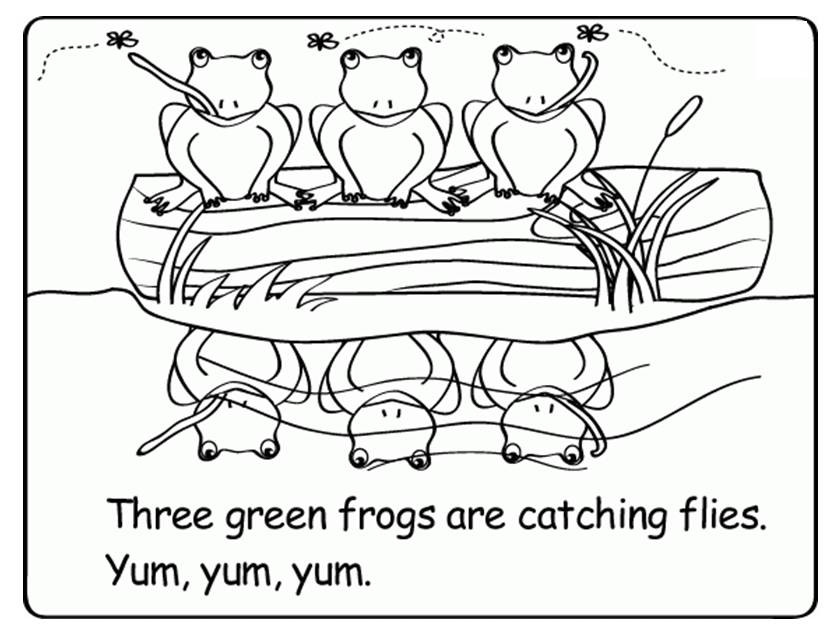 Three green frogs are catching flies.
Yum, yum, yum.